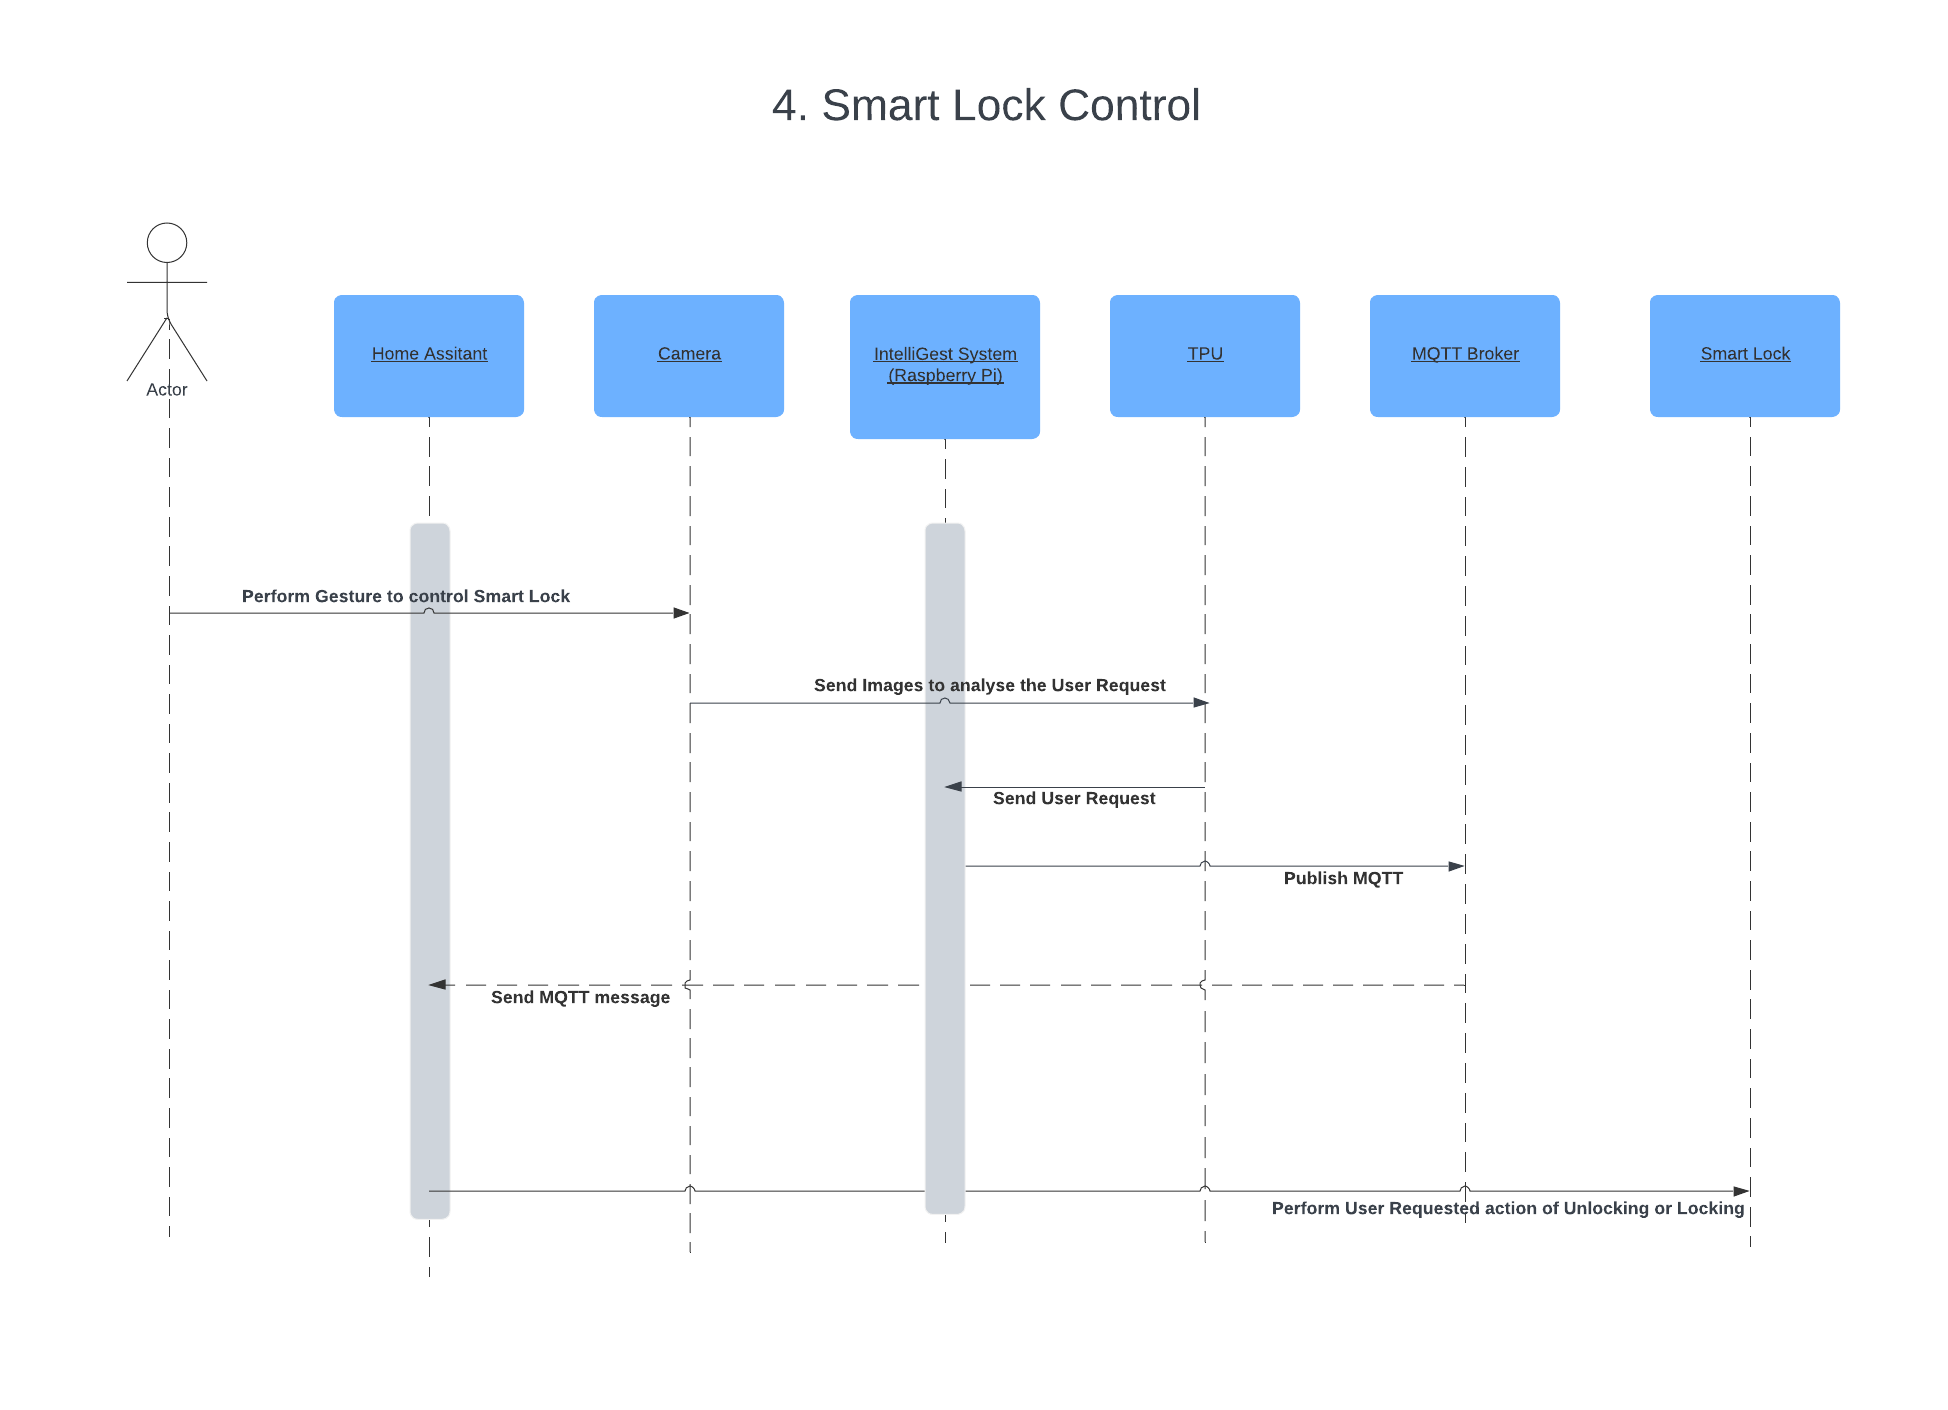 4. Smart Lock Control
Actor
Home Assitant
Camera
IntelliGest System
(Raspberry Pi)
TPU
MQTT Broker
Smart Lock
Perform Gesture to control Smart Lock
Send Images to analyse the User Request
Send User Request
Publish MQTT
Send MQTT message
Perform User Requested action of Unlocking or Locking